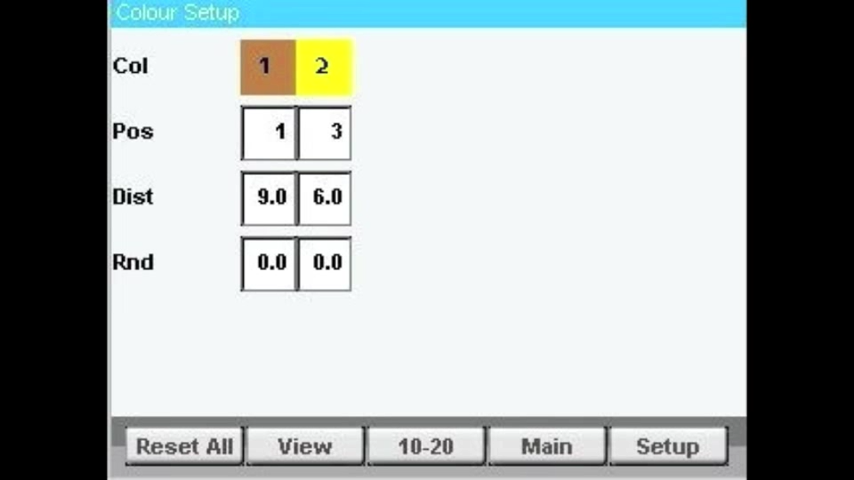 Colour Setup
Col 1 2
Pos 1 3
Dist 9.0 6.0
Rnd 0.0 0.0
Reset All View 10-20 Main Setup